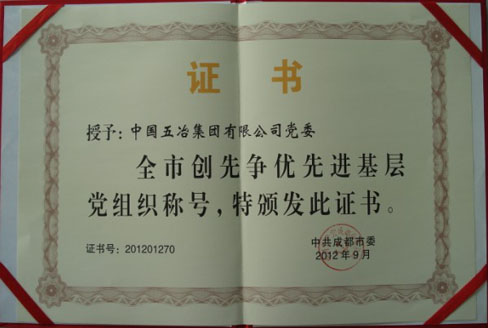 证书
授予：中国五冶集团有限公司党委
全市创先争优先进基层
党组织称号，特颁发此证书。
证书号：201201270
中共成都市委
2012年9月